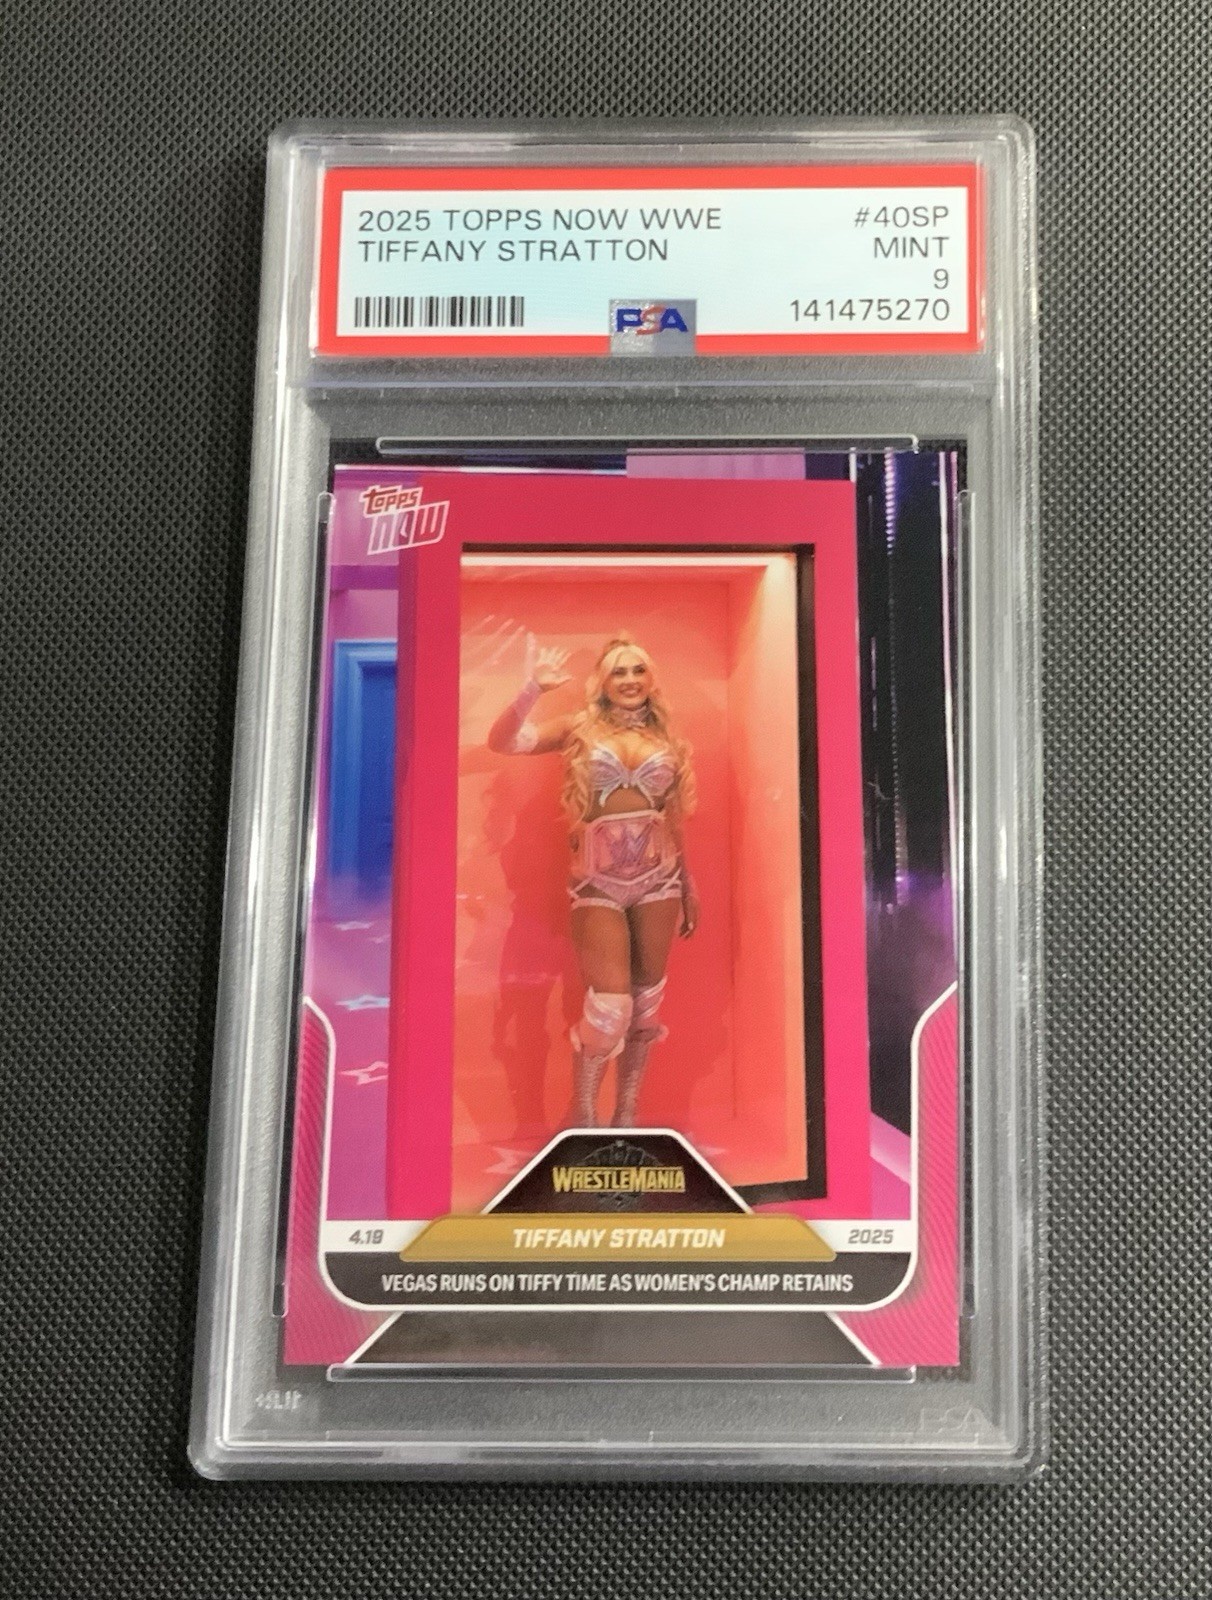 2025 TOPPS NOW WWE #40SP
TIFFANY STRATTON MINT
9
PSA 141475270
topps
now
WRESTLEMANIA
4.19 TIFFANY STRATTON 2025
VEGAS RUNS ON TIFFY TIME AS WOMEN'S CHAMP RETAINS
PSA